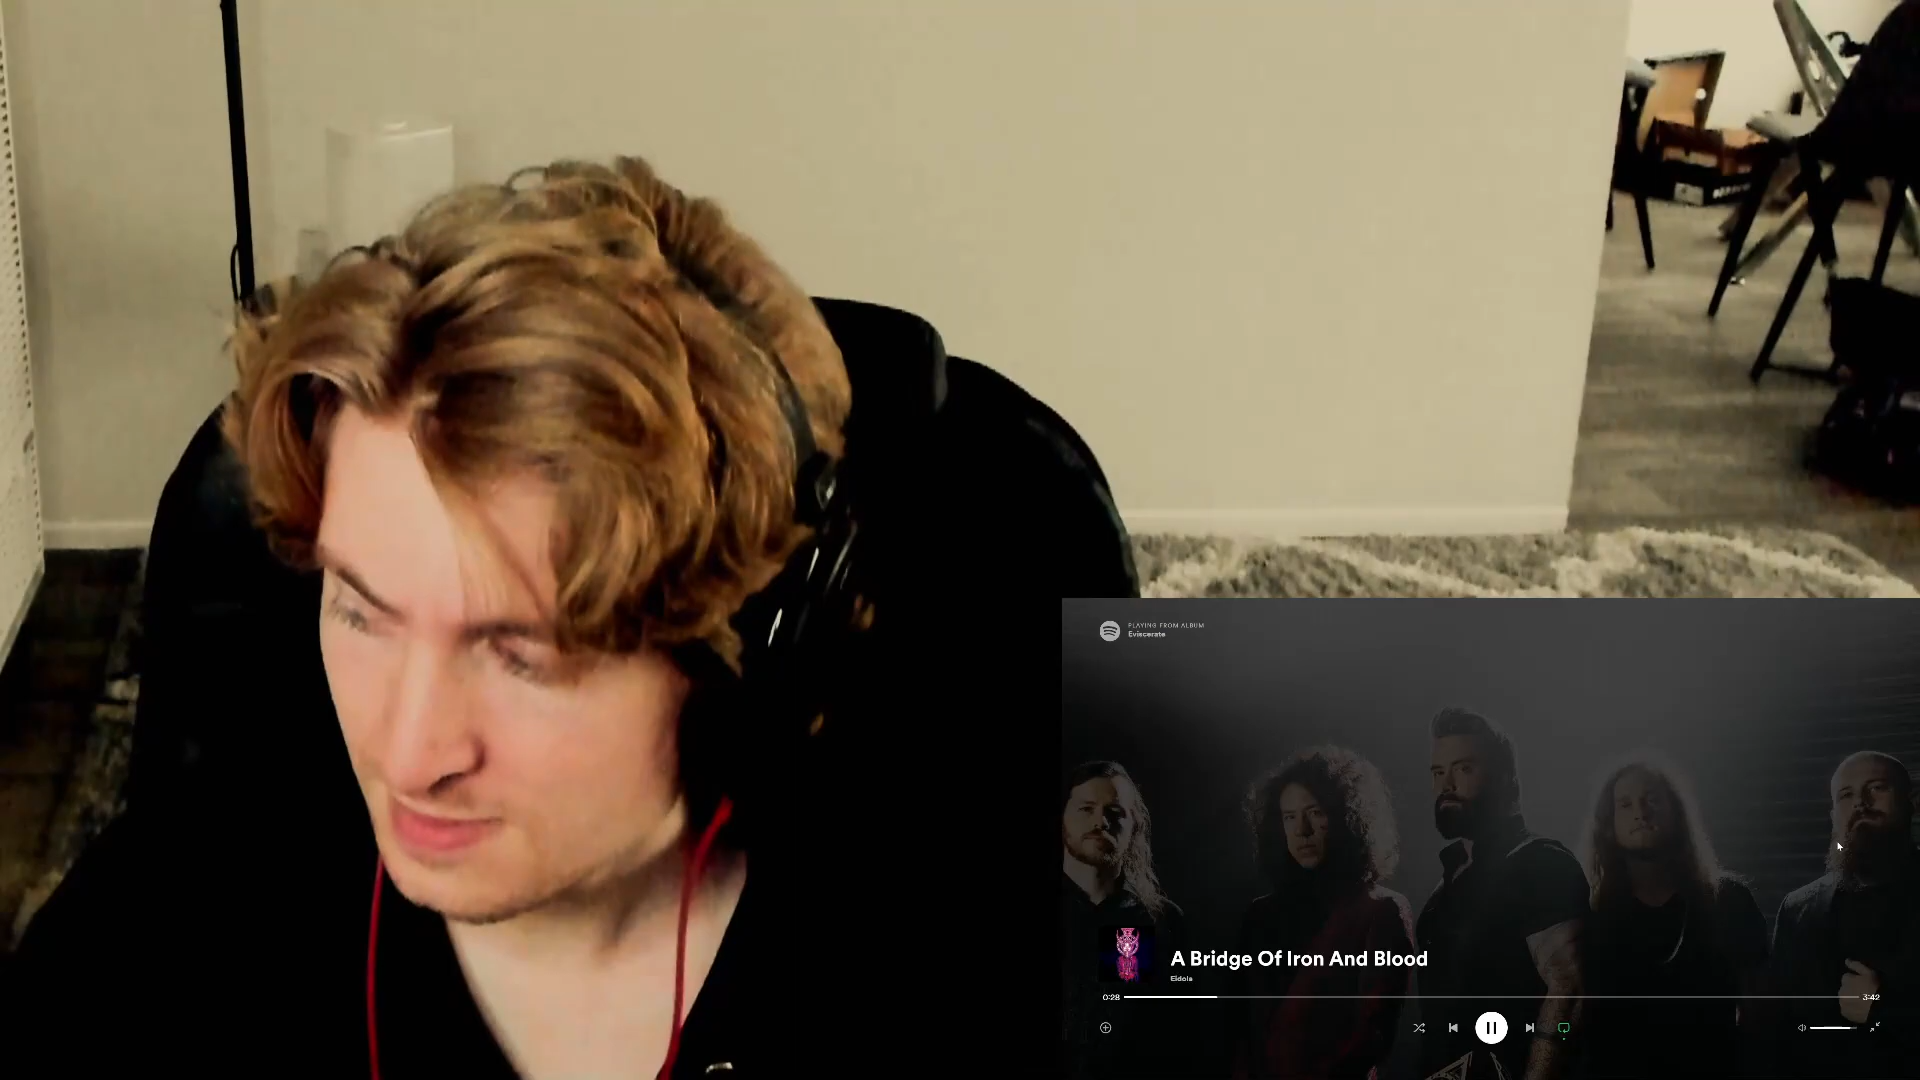 PLAYING FROM ALBUM
Eviscerate
A Bridge Of Iron And Blood
Eidola
0:28
3:42